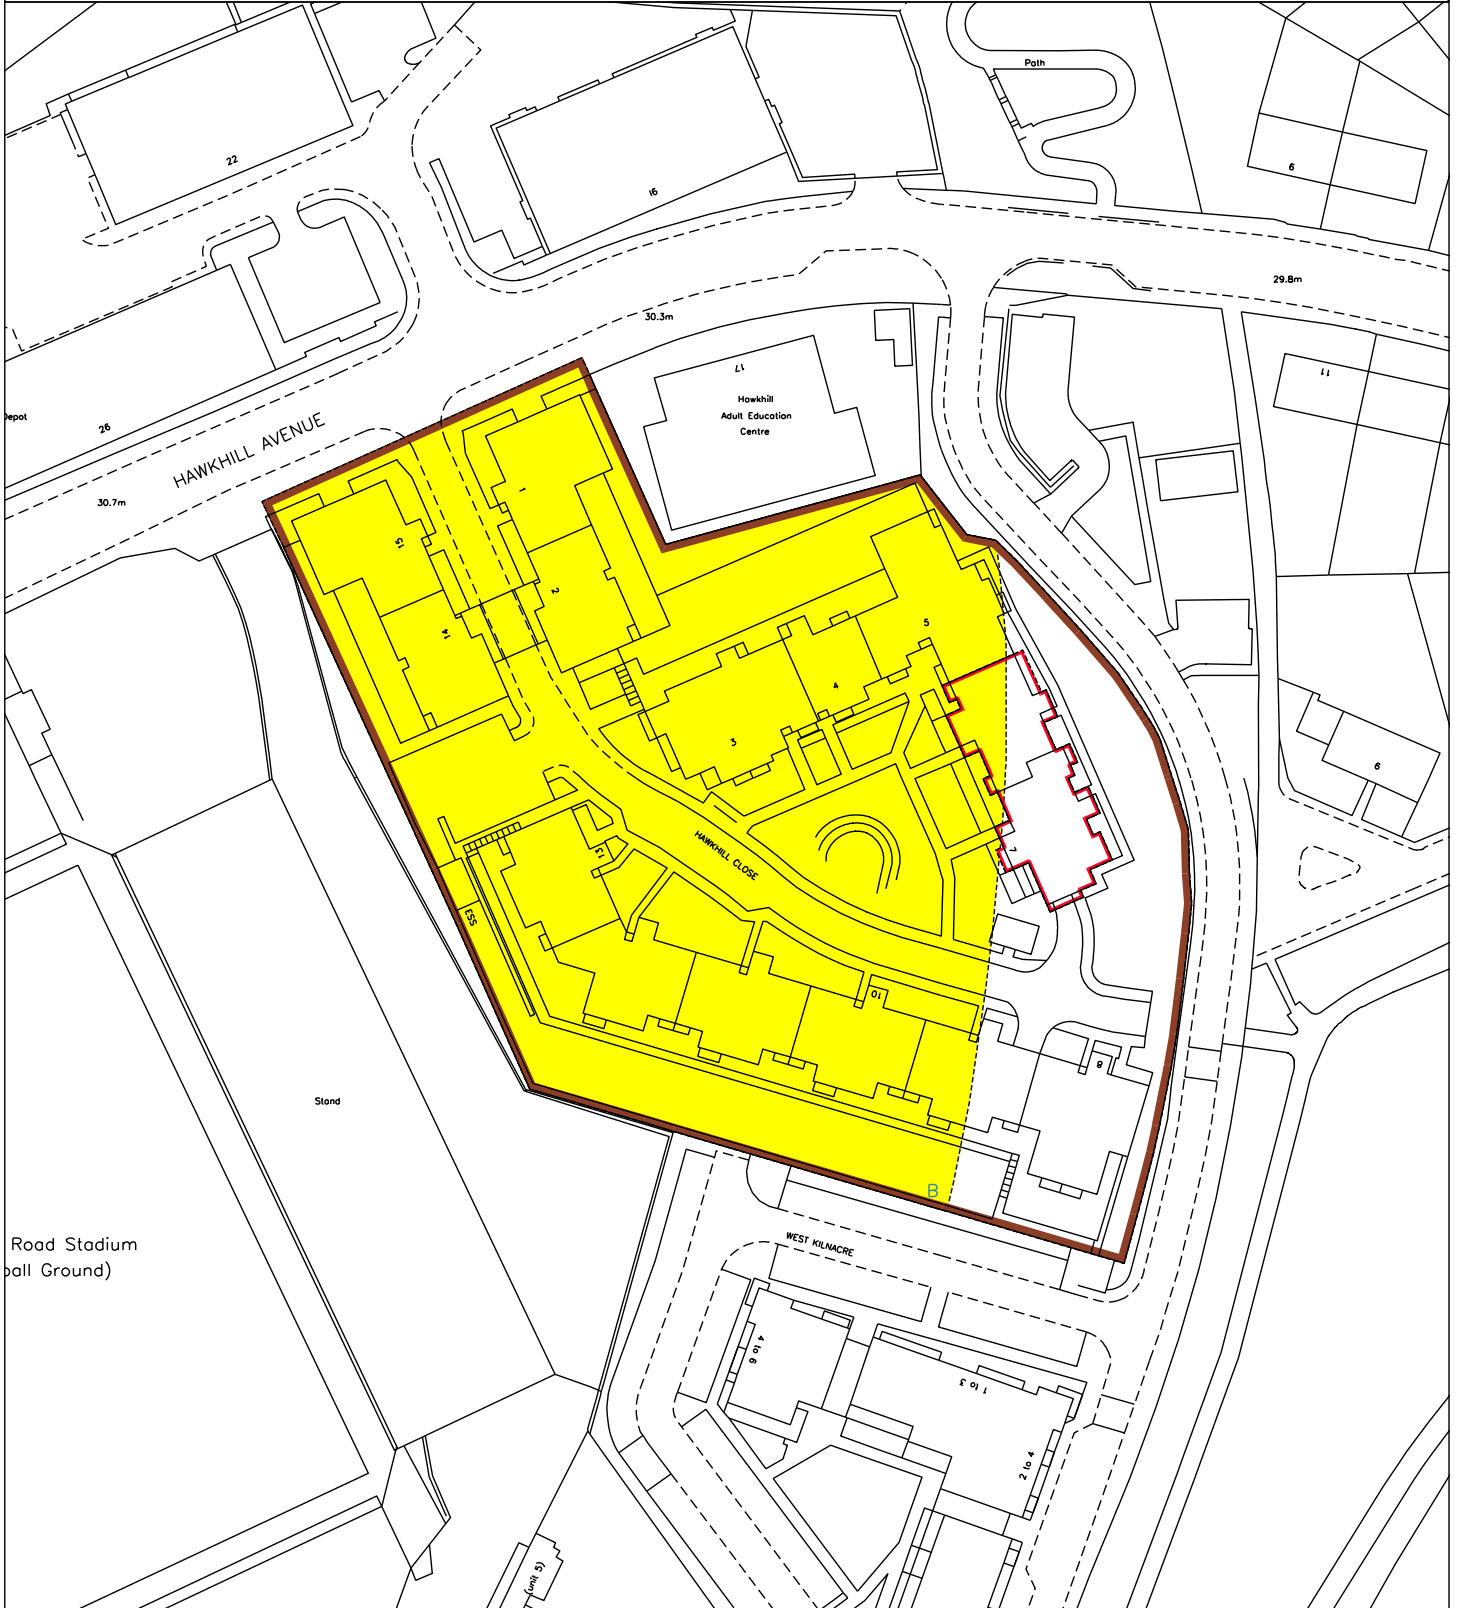 Path
22
16
6
29.8m
30.3m
17
11
Hawkhill
Adult Education
Centre
Depot
26
HAWKHILL AVENUE
30.7m
1
15
2
14
5
4
3
6
HAWKHILL CLOSE
7
13
ESS
10
8
Stand
B
Road Stadium
ball Ground)
WEST KILNACRE
4 to 6
1 to 3
2 to 4
(unit 5)